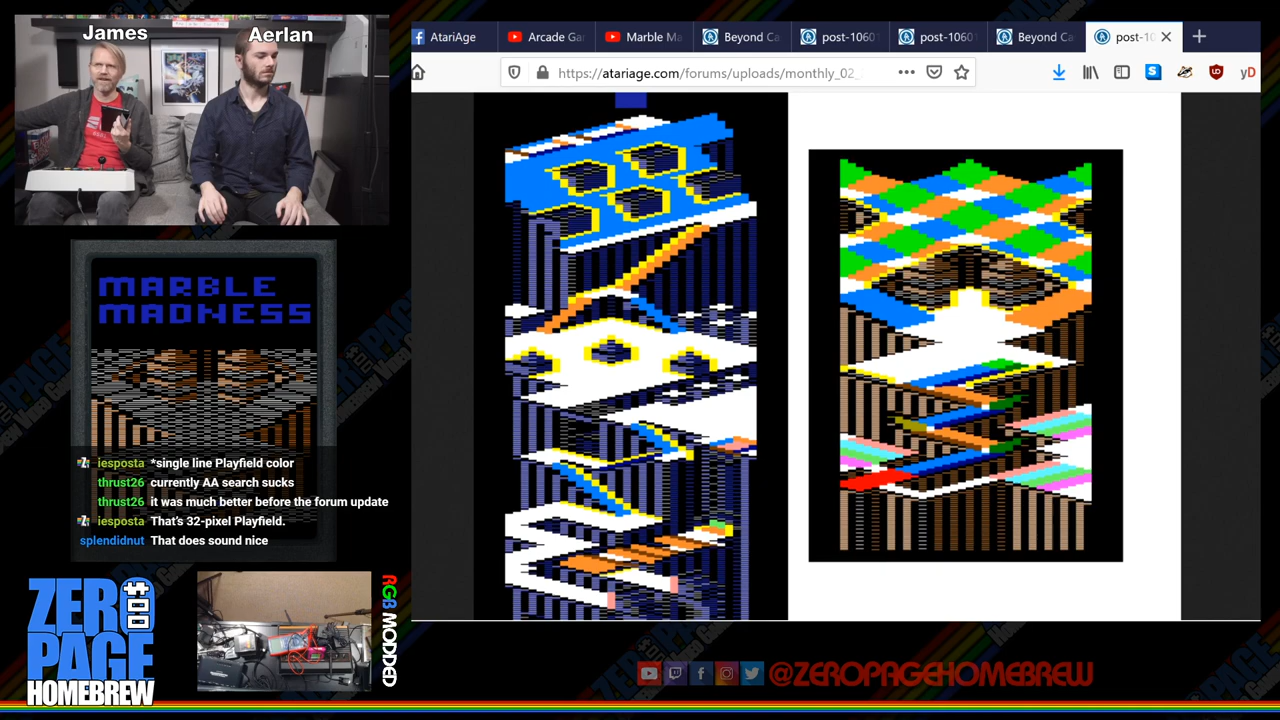 James
Aerlan
AtariAge
Arcade Gar
Marble Ma
Beyond Ca
post-1060
post-1060
Beyond Ca
post-10
https://atariage.com/forums/uploads/monthly_02_
MARBLE
MADNESS
iesposta *single line Playfield color
thrust26 currently AA search sucks
thrust26 it was much better before the forum update
iesposta That's 32-pixel Playfield.
splendidnut That does sound nice
ZERO
PAGE
HOMEBREW
RGB MODDED
@ZEROPAGEHOMEBREW